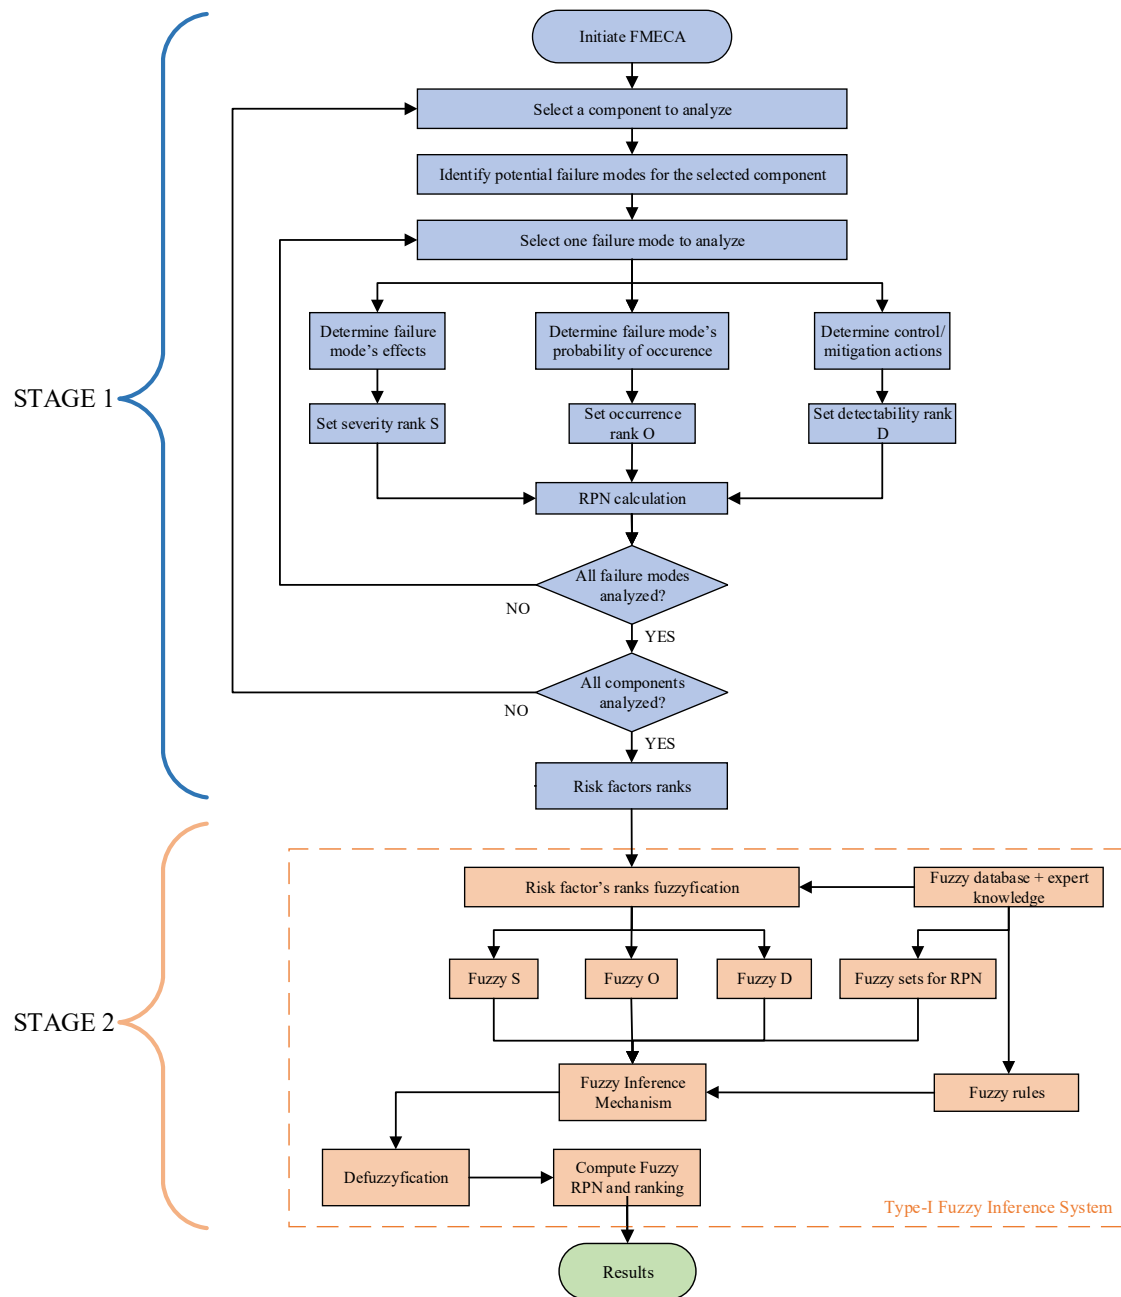 Initiate FMECA
Select a component to analyze
Identify potential failure modes for the selected component
Select one failure mode to analyze
Determine failure
mode's effects
Determine failure mode's
probability of occurence
Determine control/
mitigation actions
STAGE 1
Set severity rank S
Set occurrence
rank O
Set detectability rank
D
RPN calculation
All failure modes
analyzed?
NO
YES
All components
analyzed?
NO
YES
Risk factors ranks
Risk factor's ranks fuzzyfication
Fuzzy database + expert
knowledge
Fuzzy S
Fuzzy O
Fuzzy D
Fuzzy sets for RPN
STAGE 2
Fuzzy Inference
Mechanism
Fuzzy rules
Defuzzyfication
Compute Fuzzy
RPN and ranking
Type-I Fuzzy Inference System
Results